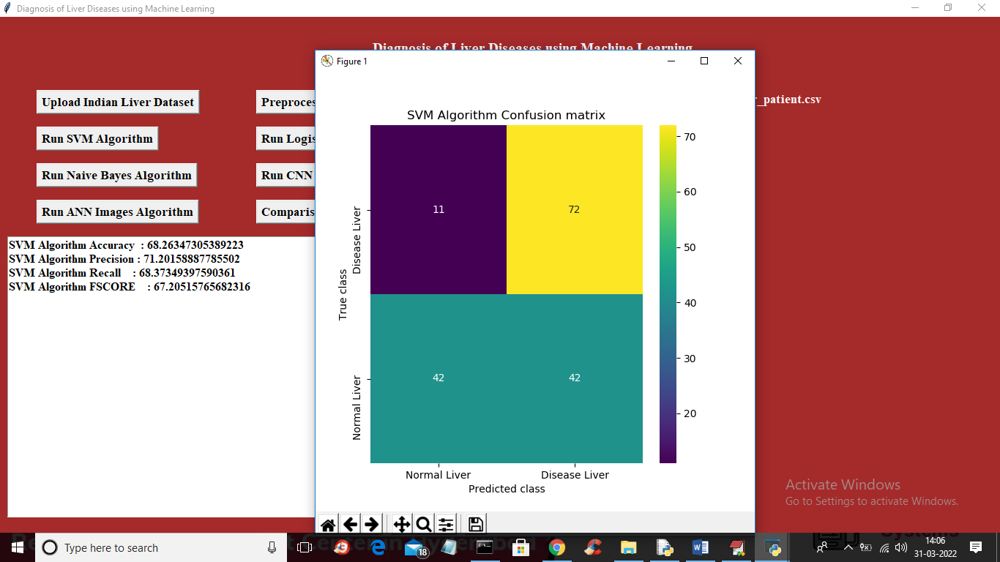 Diagnosis of Liver Diseases using Machine Learning
Diagnosis of Liver Diseases using Machine Learning
Figure 1
Upload Indian Liver Dataset
Preproces
r_patient.csv
Run SVM Algorithm
Run Logis
Run Naive Bayes Algorithm
Run CNN
Run ANN Images Algorithm
Comparis
SVM Algorithm Accuracy : 68.26347305389223
SVM Algorithm Precision : 71.20158887785502
SVM Algorithm Recall : 68.37349397590361
SVM Algorithm FSCORE : 67.20515765682316
SVM Algorithm Confusion matrix
True class
Disease Liver
Normal Liver
11
72
42
42
Normal Liver
Disease Liver
Predicted class
70
60
50
40
30
20
Activate Windows
Go to Settings to activate Windows.
Type here to search
18
14:06
31-03-2022